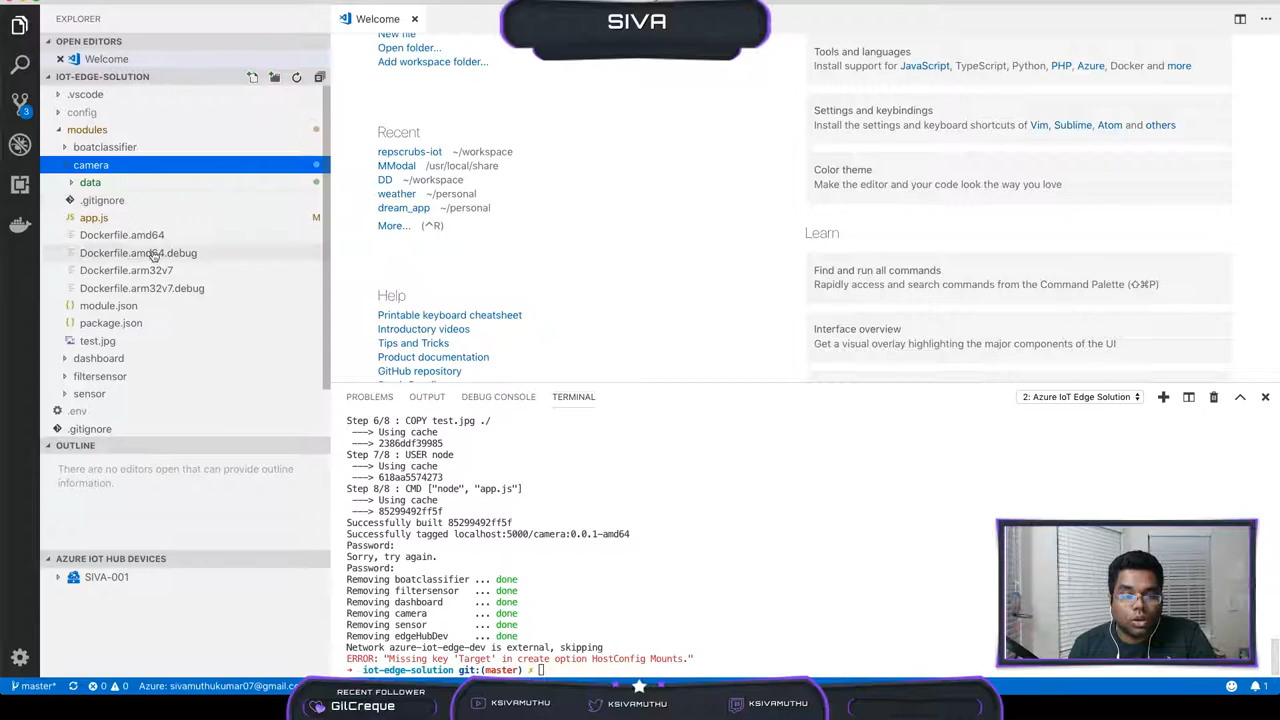 EXPLORER
OPEN EDITORS
Welcome
IOT-EDGE-SOLUTION
.vscode
config
modules
boatclassifier
camera
data
.gitignore
app.js M
Dockerfile.amd64
Dockerfile.amd64.debug
Dockerfile.arm32v7
Dockerfile.arm32v7.debug
module.json
package.json
test.jpg
dashboard
filtersensor
sensor
.env
.gitignore
OUTLINE
There are no editors open that can provide outline
information.
AZURE IOT HUB DEVICES
SIVA-001
3
Welcome
SIVA
New file
Open folder...
Add workspace folder...
Recent
repscrubs-iot ~/workspace
MModal /usr/local/share
DD ~/workspace
weather ~/personal
dream_app ~/personal
More... (^R)
Help
Printable keyboard cheatsheet
Introductory videos
Tips and Tricks
Product documentation
GitHub repository
Tools and languages
Install support for JavaScript, TypeScript, Python, PHP, Azure, Docker and more
Settings and keybindings
Install the settings and keyboard shortcuts of Vim, Sublime, Atom and others
Color theme
Make the editor and your code look the way you love
Learn
Find and run all commands
Rapidly access and search commands from the Command Palette (⇧⌘P)
Interface overview
Get a visual overlay highlighting the major components of the UI
PROBLEMS OUTPUT DEBUG CONSOLE TERMINAL
2: Azure IoT Edge Solution
Step 6/8 : COPY test.jpg ./
---> Using cache
---> 2386ddf39985
Step 7/8 : USER node
---> Using cache
---> 618aa5574273
Step 8/8 : CMD ["node", "app.js"]
---> Using cache
---> 85299492ff5f
Successfully built 85299492ff5f
Successfully tagged localhost:5000/camera:0.0.1-amd64
Password:
Sorry, try again.
Password:
Removing boatclassifier ... done
Removing filtersensor ... done
Removing dashboard ... done
Removing camera ... done
Removing sensor ... done
Removing edgeHubDev ... done
Network azure-iot-edge-dev is external, skipping
ERROR: "Missing key 'Target' in create option HostConfig Mounts."
➜ iot-edge-solution git:(master) ✗
master* 0 0 Azure: sivamuthukumar07@gmail.co
1
RECENT FOLLOWER
GilCreque
KSIVAMUTHU
KSIVAMUTHU
KSIVAMUTHU